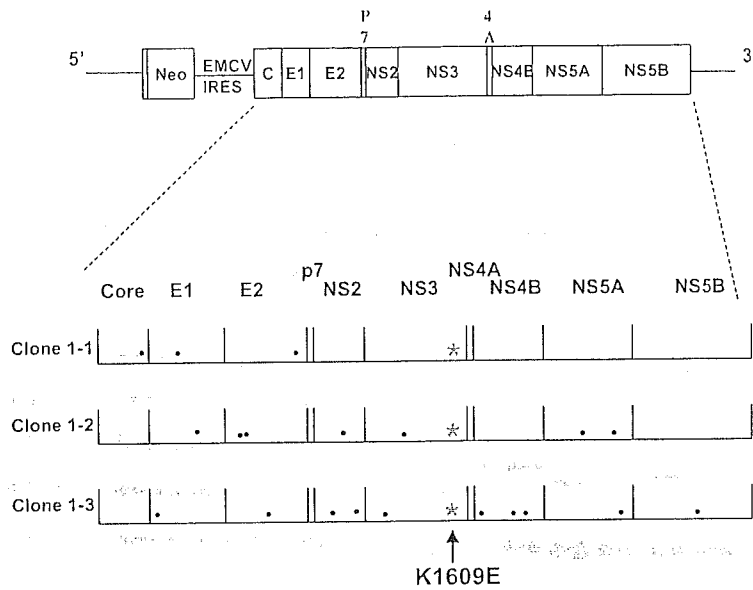 P 4
7 A
5' Neo EMCV IRES C E1 E2 NS2 NS3 NS4B NS5A NS5B 3
p7 NS4A
Core E1 E2 NS2 NS3 NS4B NS5A NS5B
Clone 1-1 *
Clone 1-2 *
Clone 1-3 *
K1609E